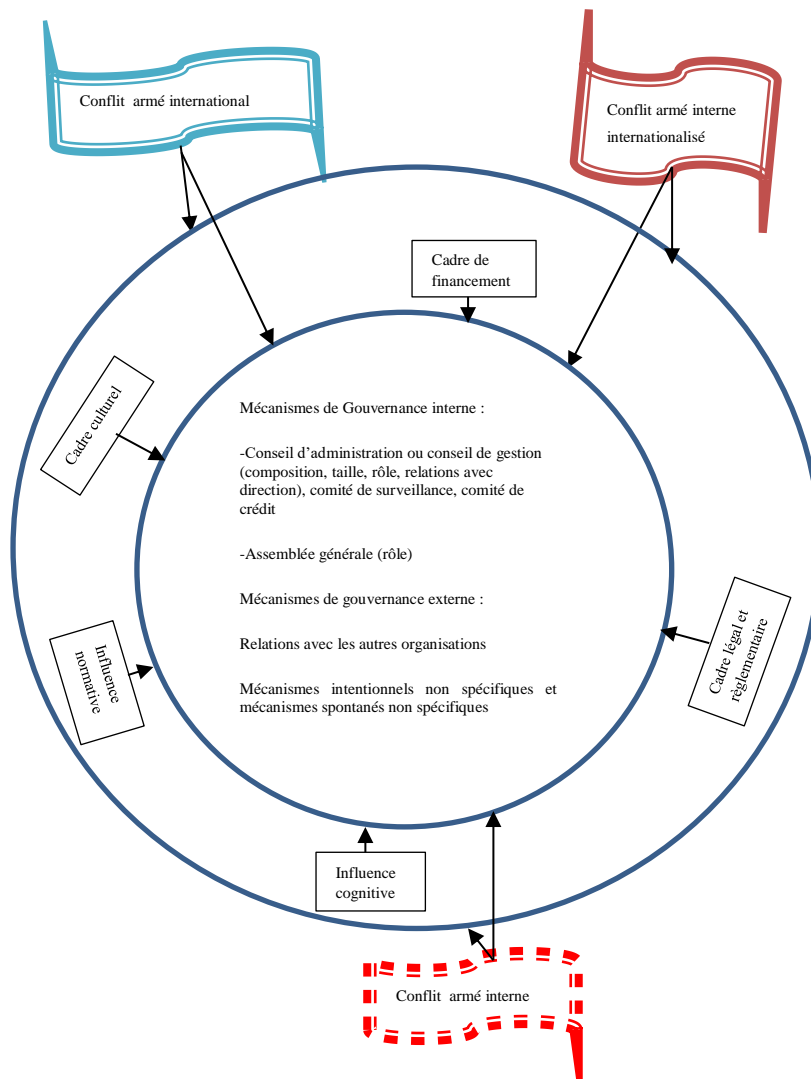 Conflit armé international
Conflit armé interne
internationalisé
Cadre de
financement
Cadre culturel
Mécanismes de Gouvernance interne :
-Conseil d'administration ou conseil de gestion
(composition, taille, rôle, relations avec
direction), comité de surveillance, comité de
crédit
-Assemblée générale (rôle)
Mécanismes de gouvernance externe :
Relations avec les autres organisations
Mécanismes intentionnels non spécifiques et
mécanismes spontanés non spécifiques
Influence
normative
Cadre légal et
règlementaire
Influence
cognitive
Conflit armé interne